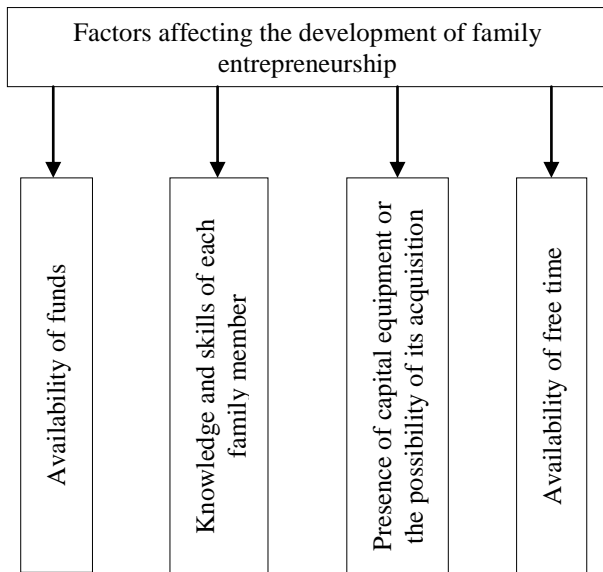 Factors affecting the development of family
entrepreneurship
Availability of funds
Knowledge and skills of each
family member
Presence of capital equipment or
the possibility of its acquisition
Availability of free time